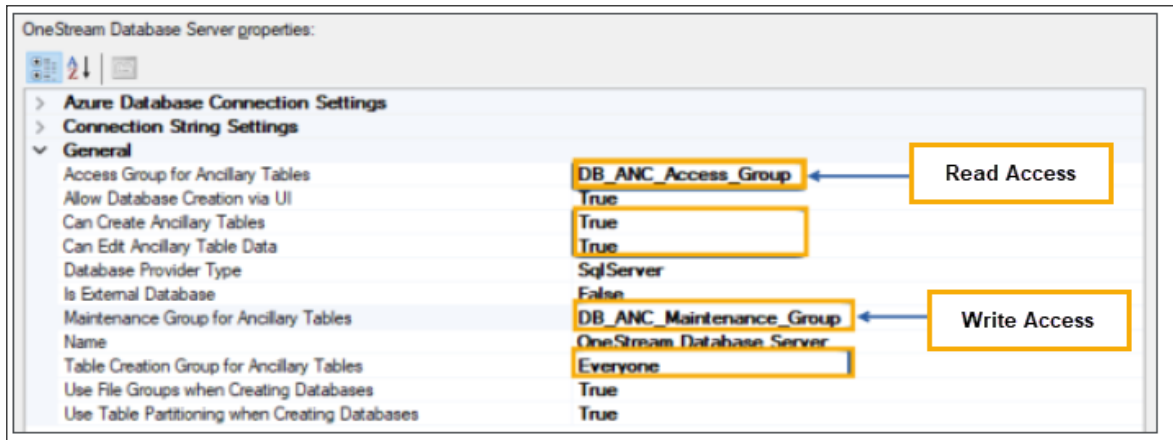 OneStream Database Server properties:
Azure Database Connection Settings
Connection String Settings
General
Access Group for Ancillary Tables DB_ANC_Access_Group Read Access
Allow Database Creation via UI True
Can Create Ancillary Tables True
Can Edit Ancillary Table Data True
Database Provider Type SqlServer
Is External Database False
Maintenance Group for Ancillary Tables DB_ANC_Maintenance_Group Write Access
Name OneStream Database Server
Table Creation Group for Ancillary Tables Everyone
Use File Groups when Creating Databases True
Use Table Partitioning when Creating Databases True